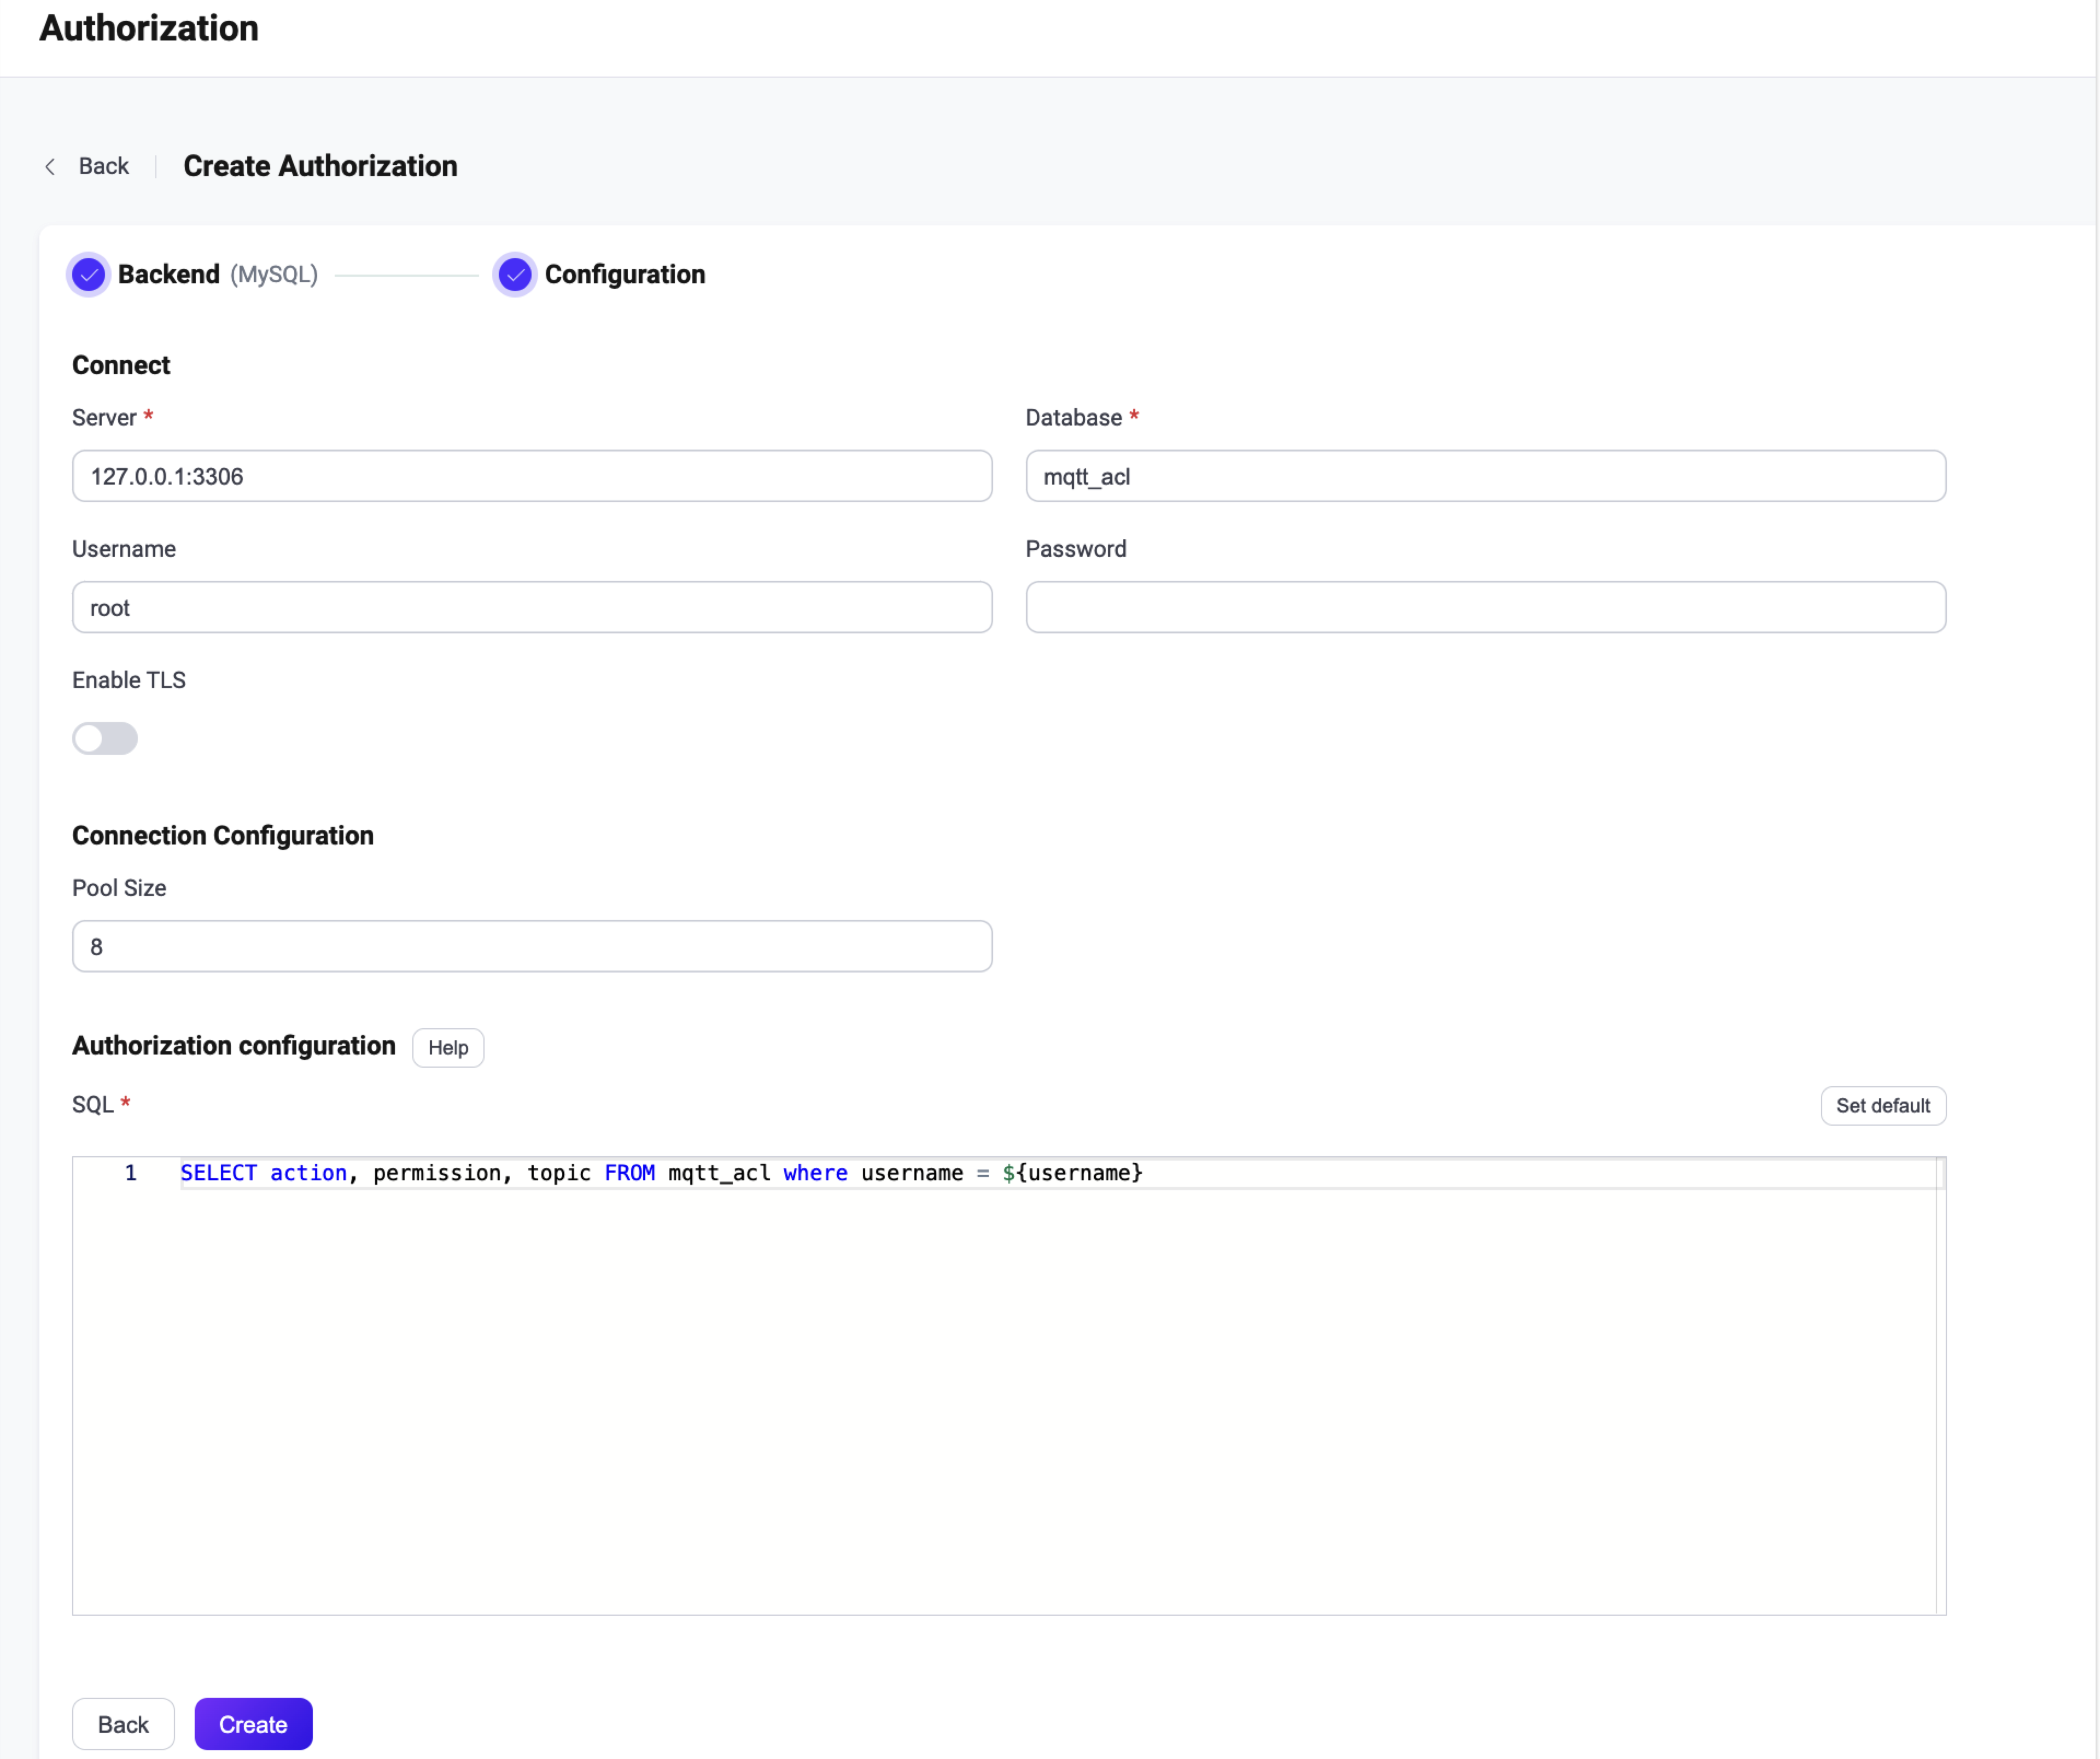 Authorization
Back
Create Authorization
Backend (MySQL)
Configuration
Connect
Server *
Database *
127.0.0.1:3306
mqtt_acl
Username
Password
root
Enable TLS
Connection Configuration
Pool Size
8
Authorization configuration
Help
SQL *
Set default
1 SELECT action, permission, topic FROM mqtt_acl where username = ${username}
Back
Create